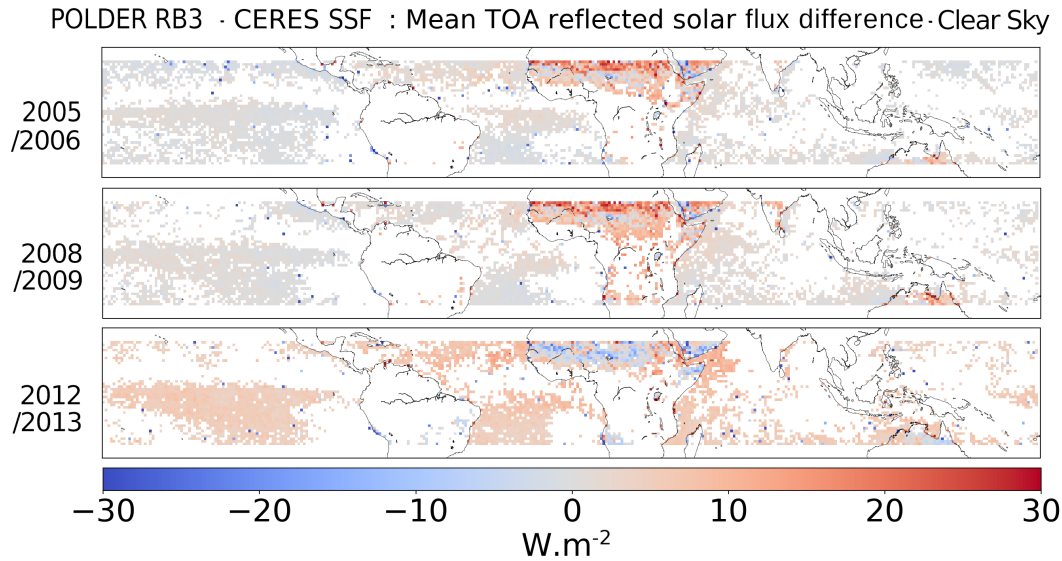 POLDER RB3 - CERES SSF : Mean TOA reflected solar flux difference - Clear Sky
2005
/2006
2008
/2009
2012
/2013
−30 −20 −10 0 10 20 30
W.m-2